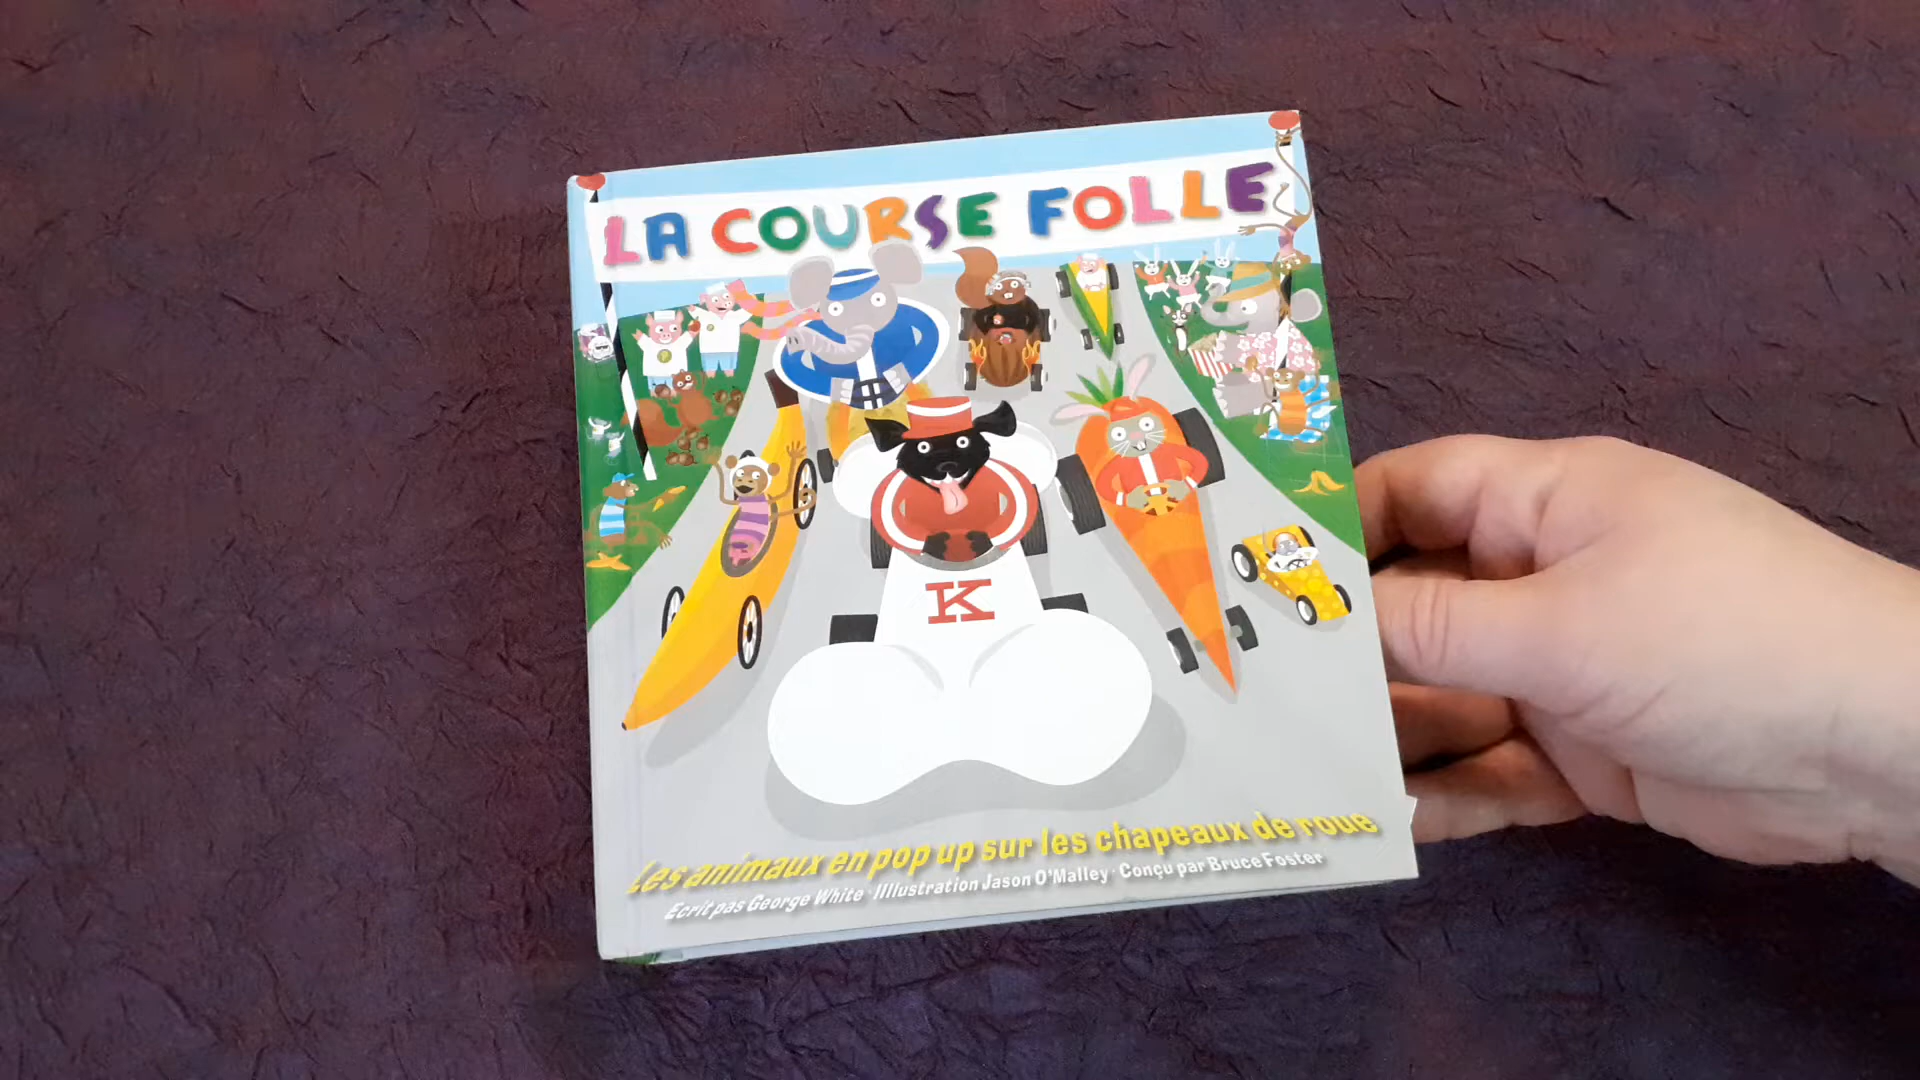 LA COURSE FOLLE
K
Les animaux en pop up sur les chapeaux de roue
Ecrit pas George White · Illlustration Jason O'Malley · Conçu par Bruce Foster